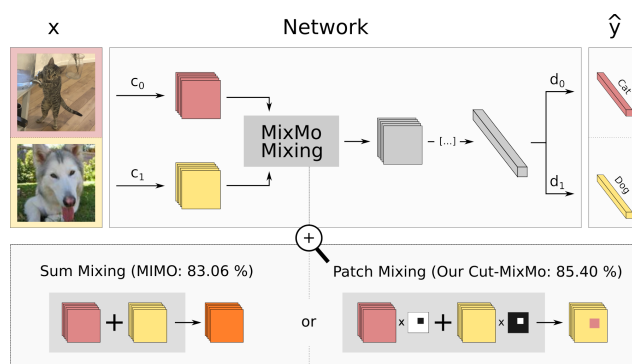 x
Network
ŷ
c0
c1
MixMo
Mixing
[...]
d0
d1
Cat
Dog
+
Sum Mixing (MIMO: 83.06 %)
Patch Mixing (Our Cut-MixMo: 85.40 %)
+
or
x
+
x